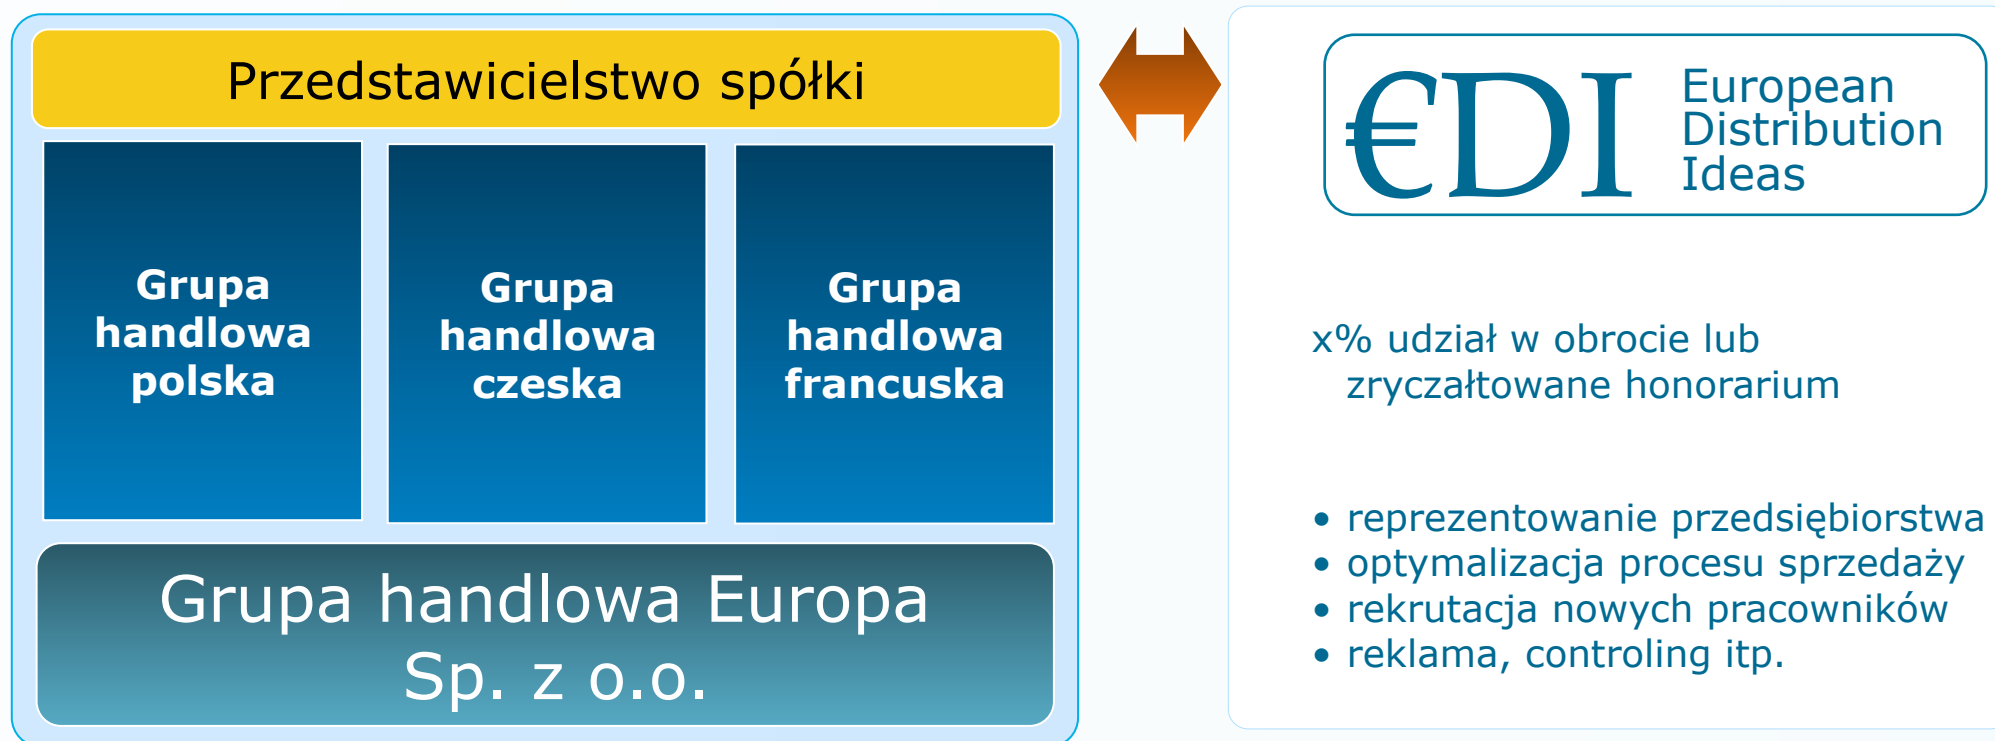 Przedstawicielstwo spółki
Grupa
handlowa
polska
Grupa
handlowa
czeska
Grupa
handlowa
francuska
Grupa handlowa Europa
Sp. z o.o.
€DI
European
Distribution
Ideas
x% udział w obrocie lub
zryczałtowane honorarium
• reprezentowanie przedsiębiorstwa
• optymalizacja procesu sprzedaży
• rekrutacja nowych pracowników
• reklama, controling itp.